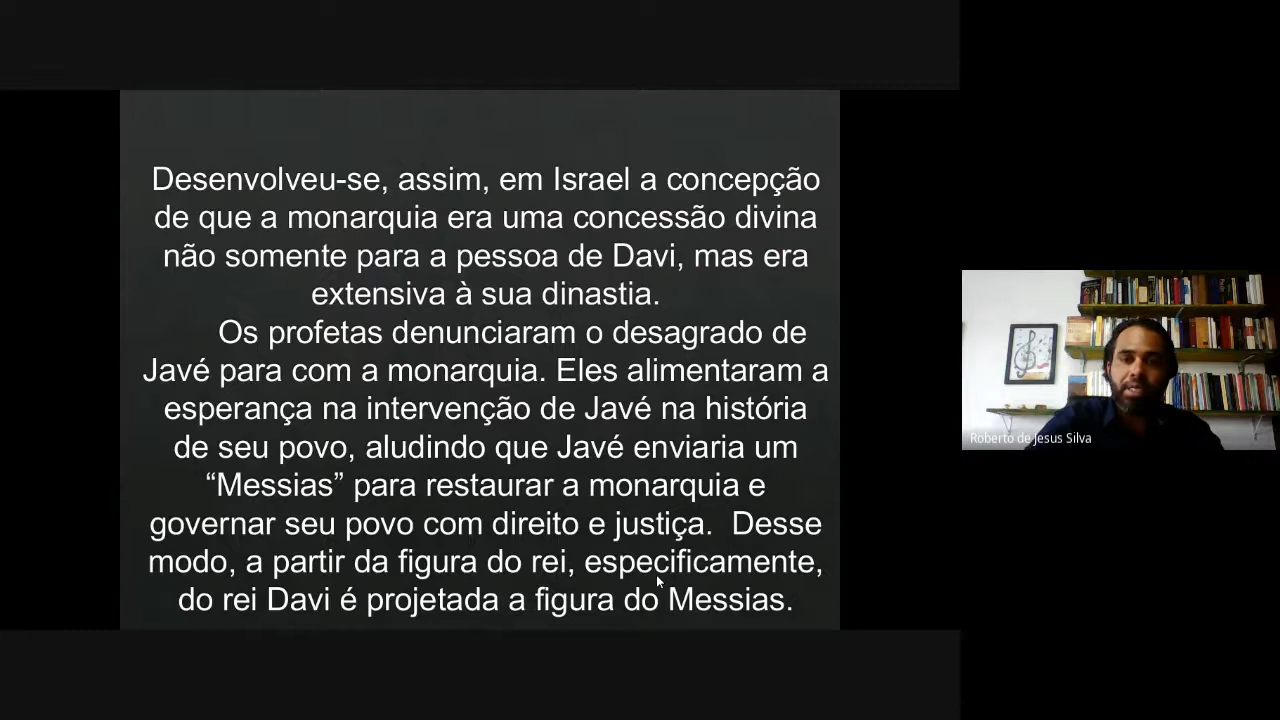 Desenvolveu-se, assim, em Israel a concepção
de que a monarquia era uma concessão divina
não somente para a pessoa de Davi, mas era
extensiva à sua dinastia.
Os profetas denunciaram o desagrado de
Javé para com a monarquia. Eles alimentaram a
esperança na intervenção de Javé na história
de seu povo, aludindo que Javé enviaria um
“Messias” para restaurar a monarquia e
governar seu povo com direito e justiça.  Desse
modo, a partir da figura do rei, especificamente,
do rei Davi é projetada a figura do Messias.
Roberto de Jesus Silva